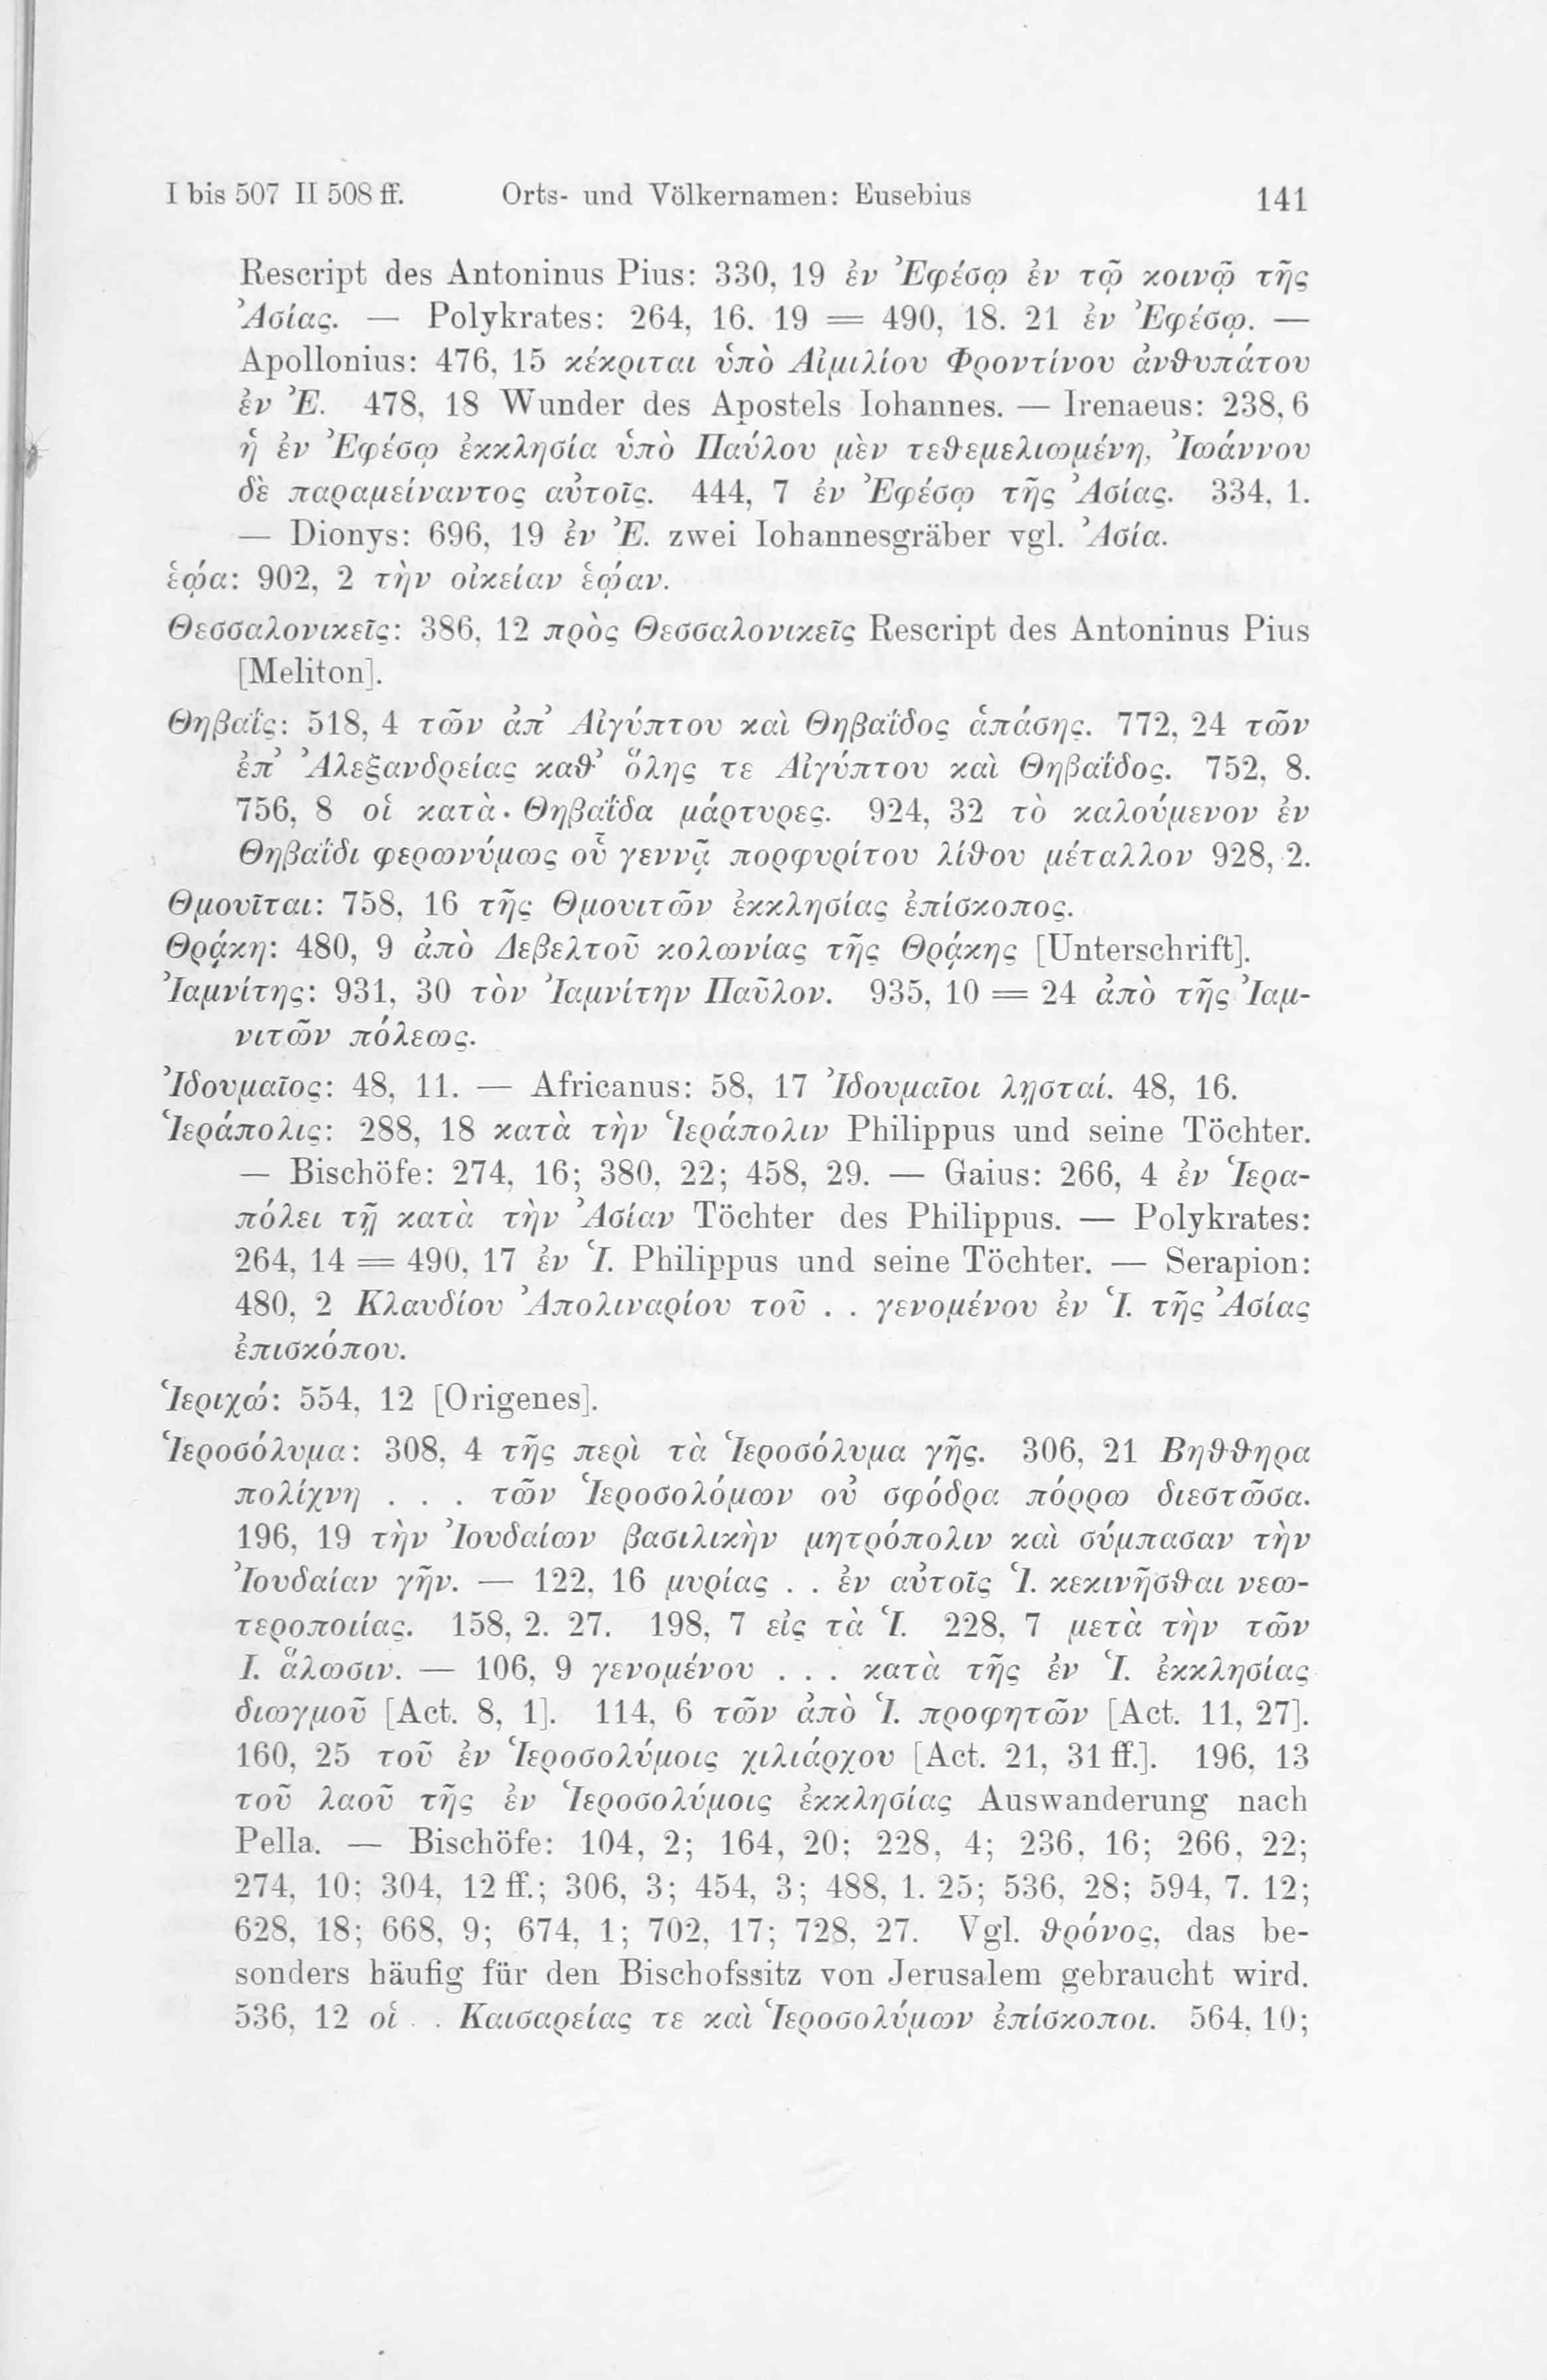 I bis 507 II 508 ff. Orts- und Völkernamen: Eusebius 141
Rescript des Antoninus Pius: 330, 19 ἐν Ἐφέσῳ ἐν τῷ κοινῷ τῆς
Ἀσίας. — Polykrates: 264, 16. 19 = 490, 18. 21 ἐν Ἐφέσῳ. —
Apollonius: 476, 15 κέκριται ὑπὸ Αἰμιλίου Φροντίνου ἀνθυπάτου
ἐν Ἐ. 478, 18 Wunder des Apostels Iohannes. — Irenaeus: 238, 6
ἡ ἐν Ἐφέσῳ ἐκκλησία ὑπὸ Παύλου μὲν τεθεμελιωμένη, Ἰωάννου
δὲ παραμείναντος αὐτοῖς. 444, 7 ἐν Ἐφέσῳ τῆς Ἀσίας. 334, 1.
— Dionys: 696, 19 ἐν Ἐ. zwei Iohannesgräber vgl. Ἀσία.
ἑῴα: 902, 2 τὴν οἰκείαν ἑῴαν.
Θεσσαλονικεῖς: 386, 12 πρὸς Θεσσαλονικεῖς Rescript des Antoninus Pius
[Meliton].
Θηβαΐς: 518, 4 τῶν ἀπ’ Αἰγύπτου καὶ Θηβαΐδος ἁπάσης. 772, 24 τῶν
ἐπ’ Ἀλεξανδρείας καθ’ ὅλης τε Αἰγύπτου καὶ Θηβαΐδος. 752, 8.
756, 8 οἱ κατὰ Θηβαΐδα μάρτυρες. 924, 32 τὸ καλούμενον ἐν
Θηβαΐδι φερωνύμως οὗ γεννᾷ πορφυρίτου λίθου μέταλλον 928, 2.
Θμουῖται: 758, 16 τῆς Θμουιτῶν ἐκκλησίας ἐπίσκοπος.
Θρᾴκη: 480, 9 ἀπὸ Δεβελτοῦ κολωνίας τῆς Θρᾴκης [Unterschrift].
Ἰαμνίτης: 931, 30 τὸν Ἰαμνίτην Παῦλον. 935, 10 = 24 ἀπὸ τῆς Ἰαμ-
νιτῶν πόλεως.
Ἰδουμαῖος: 48, 11. — Africanus: 58, 17 Ἰδουμαῖοι λῃσταί. 48, 16.
Ἱεράπολις: 288, 18 κατὰ τὴν Ἱεράπολιν Philippus und seine Töchter.
— Bischöfe: 274, 16; 380, 22; 458, 29. — Gaius: 266, 4 ἐν Ἱερα-
πόλει τῇ κατὰ τὴν Ἀσίαν Töchter des Philippus. — Polykrates:
264, 14 = 490, 17 ἐν Ἱ. Philippus und seine Töchter. — Serapion:
480, 2 Κλαυδίου Ἀπολιναρίου τοῦ . . γενομένου ἐν Ἱ. τῆς Ἀσίας
ἐπισκόπου.
Ἱεριχώ: 554, 12 [Origenes].
Ἱεροσόλυμα: 308, 4 τῆς περὶ τὰ Ἱεροσόλυμα γῆς. 306, 21 Βηθθηρα
πολίχνη . . . τῶν Ἱεροσολόμων οὐ σφόδρα πόρρω διεστῶσα.
196, 19 τὴν Ἰουδαίων βασιλικὴν μητρόπολιν καὶ σύμπασαν τὴν
Ἰουδαίαν γῆν. — 122, 16 μυρίας . . ἐν αὐτοῖς Ἱ. κεκινῆσθαι νεω-
τεροποιίας. 158, 2. 27. 198, 7 εἰς τὰ Ἱ. 228, 7 μετὰ τὴν τῶν
Ι. ἅλωσιν. — 106, 9 γενομένου . . . κατὰ τῆς ἐν Ἱ. ἐκκλησίας
διωγμοῦ [Act. 8, 1]. 114, 6 τῶν ἀπὸ Ἱ. προφητῶν [Act. 11, 27].
160, 25 τοῦ ἐν Ἱεροσολύμοις χιλιάρχου [Act. 21, 31 ff.]. 196, 13
τοῦ λαοῦ τῆς ἐν Ἱεροσολύμοις ἐκκλησίας Auswanderung nach
Pella. — Bischöfe: 104, 2; 164, 20; 228, 4; 236, 16; 266, 22;
274, 10; 304, 12 ff.; 306, 3; 454, 3; 488, 1. 25; 536, 28; 594, 7. 12;
628, 18; 668, 9; 674, 1; 702, 17; 728, 27. Vgl. θρόνος, das be-
sonders häufig für den Bischofssitz von Jerusalem gebraucht wird.
536, 12 οἱ . . Καισαρείας τε καὶ Ἱεροσολύμων ἐπίσκοποι. 564, 10;